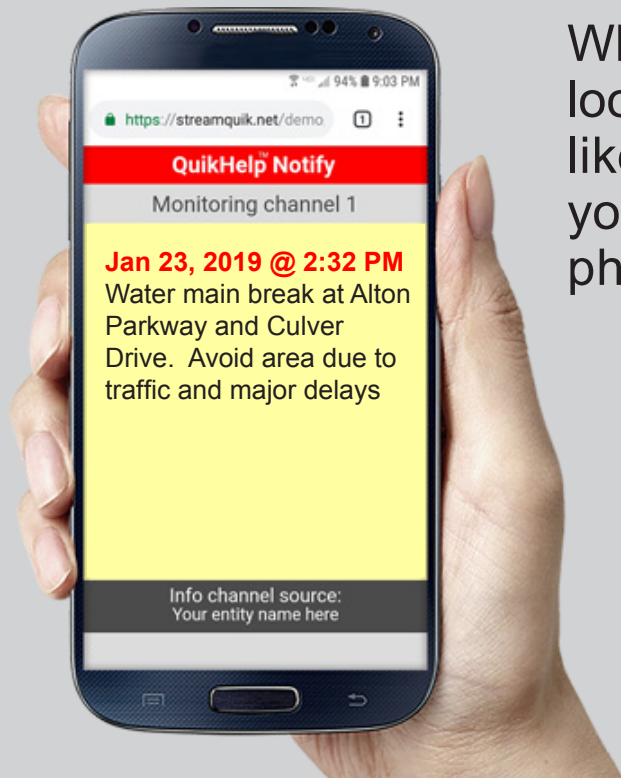 94% 9:03 PM
https://streamquik.net/demo 1
QuikHelp™ Notify
Monitoring channel 1
Jan 23, 2019 @ 2:32 PM
Water main break at Alton
Parkway and Culver
Drive. Avoid area due to
traffic and major delays
Info channel source:
Your entity name here
like